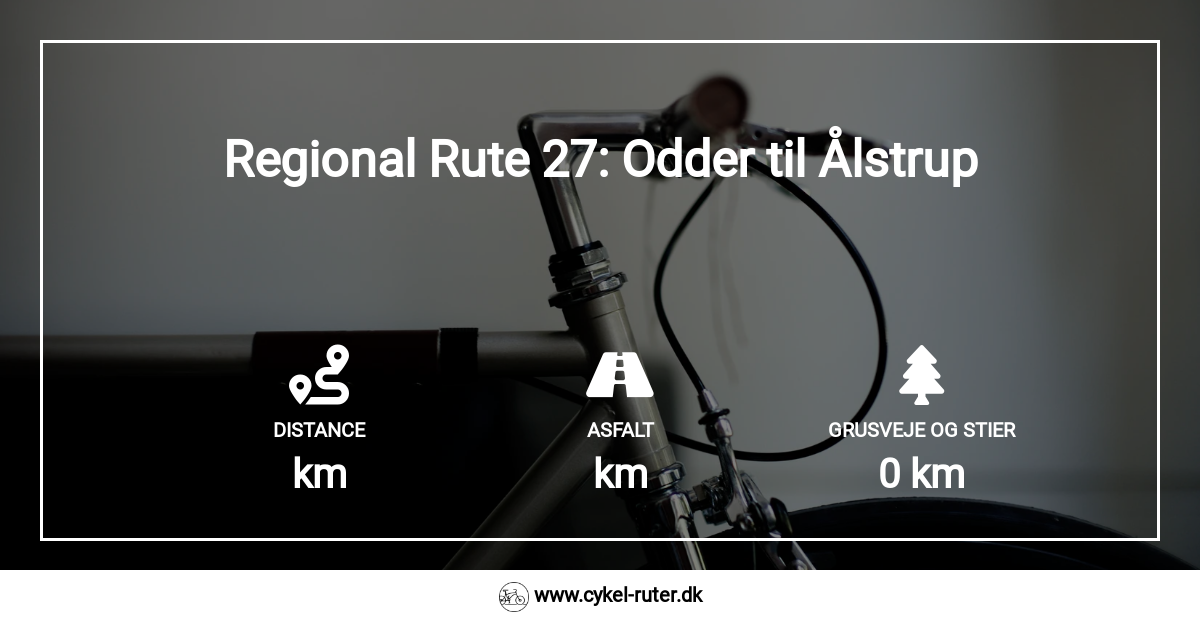 Regional Rute 27: Odder til Ålstrup
DISTANCE
ASFALT
GRUSVEJE OG STIER
km
km
0 km
www.cykel-ruter.dk